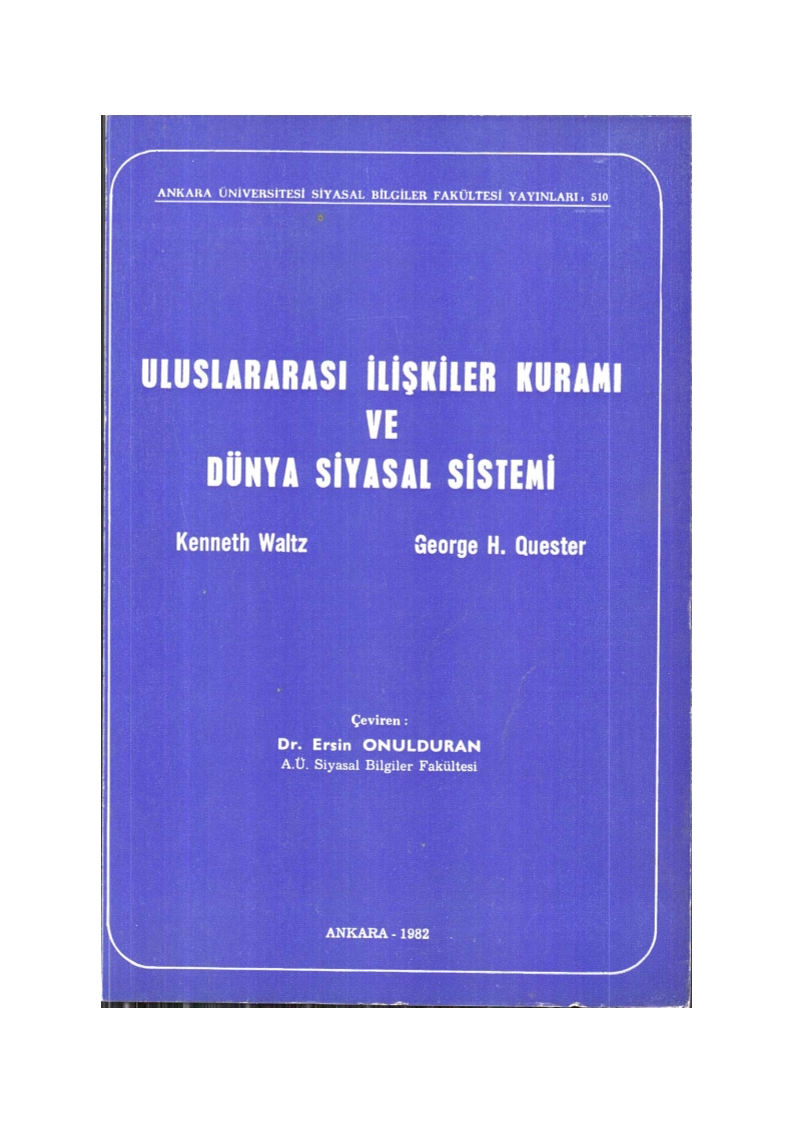 ANKARA ÜNİVERSİTESİ SİYASAL BİLGİLER FAKÜLTESİ YAYINLARI: 510
ULUSLARARASI İLİŞKİLER KURAMI
VE
DÜNYA SİYASAL SİSTEMİ
Kenneth Waltz George H. Quester
Çeviren :
Dr. Ersin ONULDURAN
A.Ü. Siyasal Bilgiler Fakültesi
ANKARA - 1982